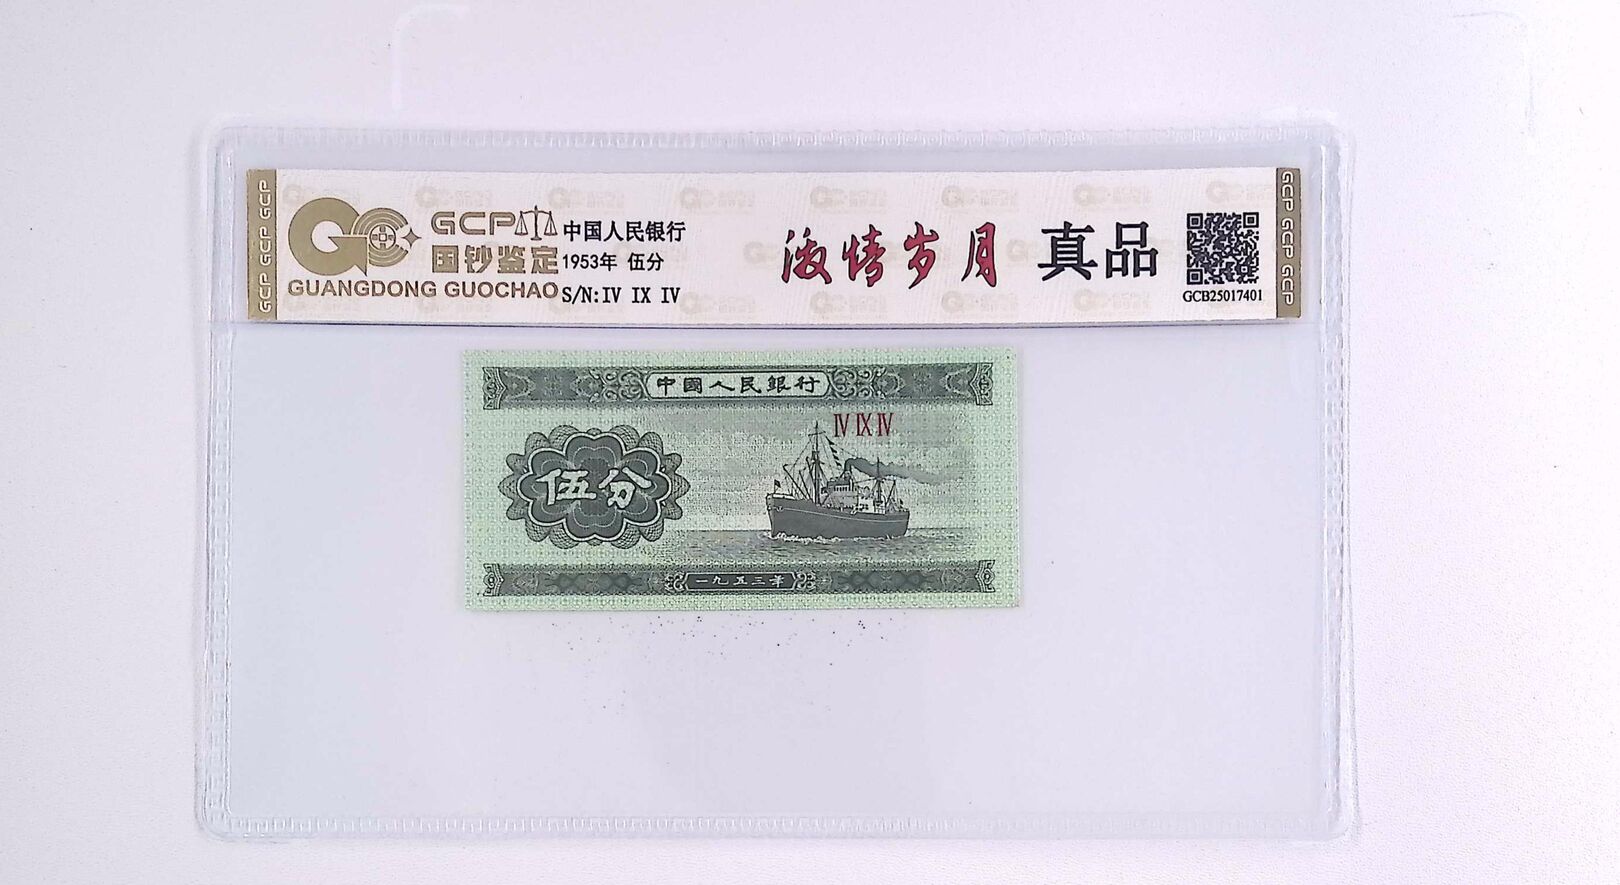 GCP GCP GCP
GCP
国钞鉴定
GUANGDONG GUOCHAO
中国人民银行
1953年 伍分
S/N:IV IX IV
激情岁月
真品
GCB25017401
GCP GCP GCP
中國人民銀行
IV IX IV
伍分
一九五三年